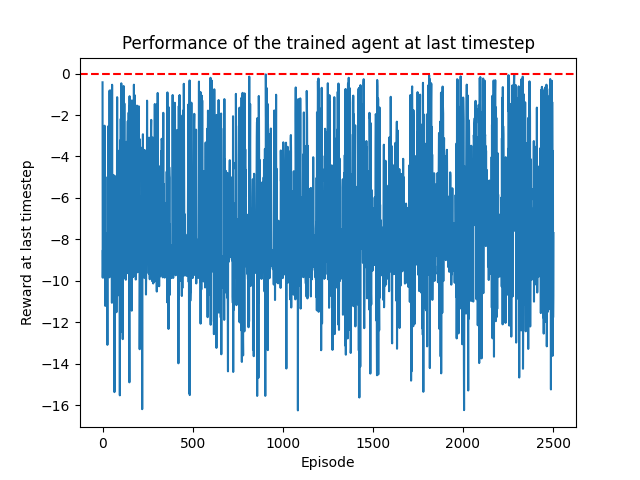 Performance of the trained agent at last timestep
0
−2
−4
−6
−8
−10
−12
−14
−16
Reward at last timestep
0 500 1000 1500 2000 2500
Episode